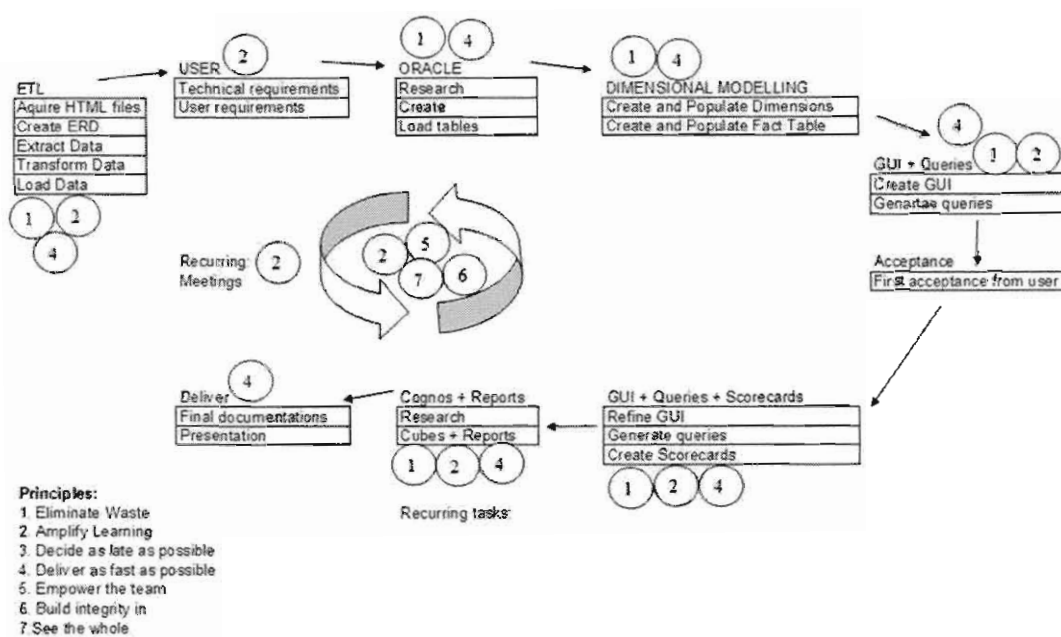 ETL
Aquire HTML files
Create ERD
Extract Data
Transform Data
Load Data
1 2
4
USER 2
Technical requirements
User requirements
1 4
ORACLE
Research
Create
Load tables
1 4
DIMENSIONAL MODELLING
Create and Populate Dimensions
Create and Populate Fact Table
4
GUI + Queries 1 2
Create GUI
Genartae queries
Acceptance
First acceptance from user
Recurring: 2
Meetings
2 5
7 6
GUI + Queries + Scorecards
Refine GUI
Generate queries
Create Scorecards
1 2 4
Cognos + Reports
Research
Cubes + Reports
1 2 4
Recurring tasks:
Deliver 4
Final documentations
Presentation
Principles:
1. Eliminate Waste
2. Amplify Learning
3. Decide as late as possible
4. Deliver as fast as possible
5. Empower the team
6. Build integrity in
7.See the whole